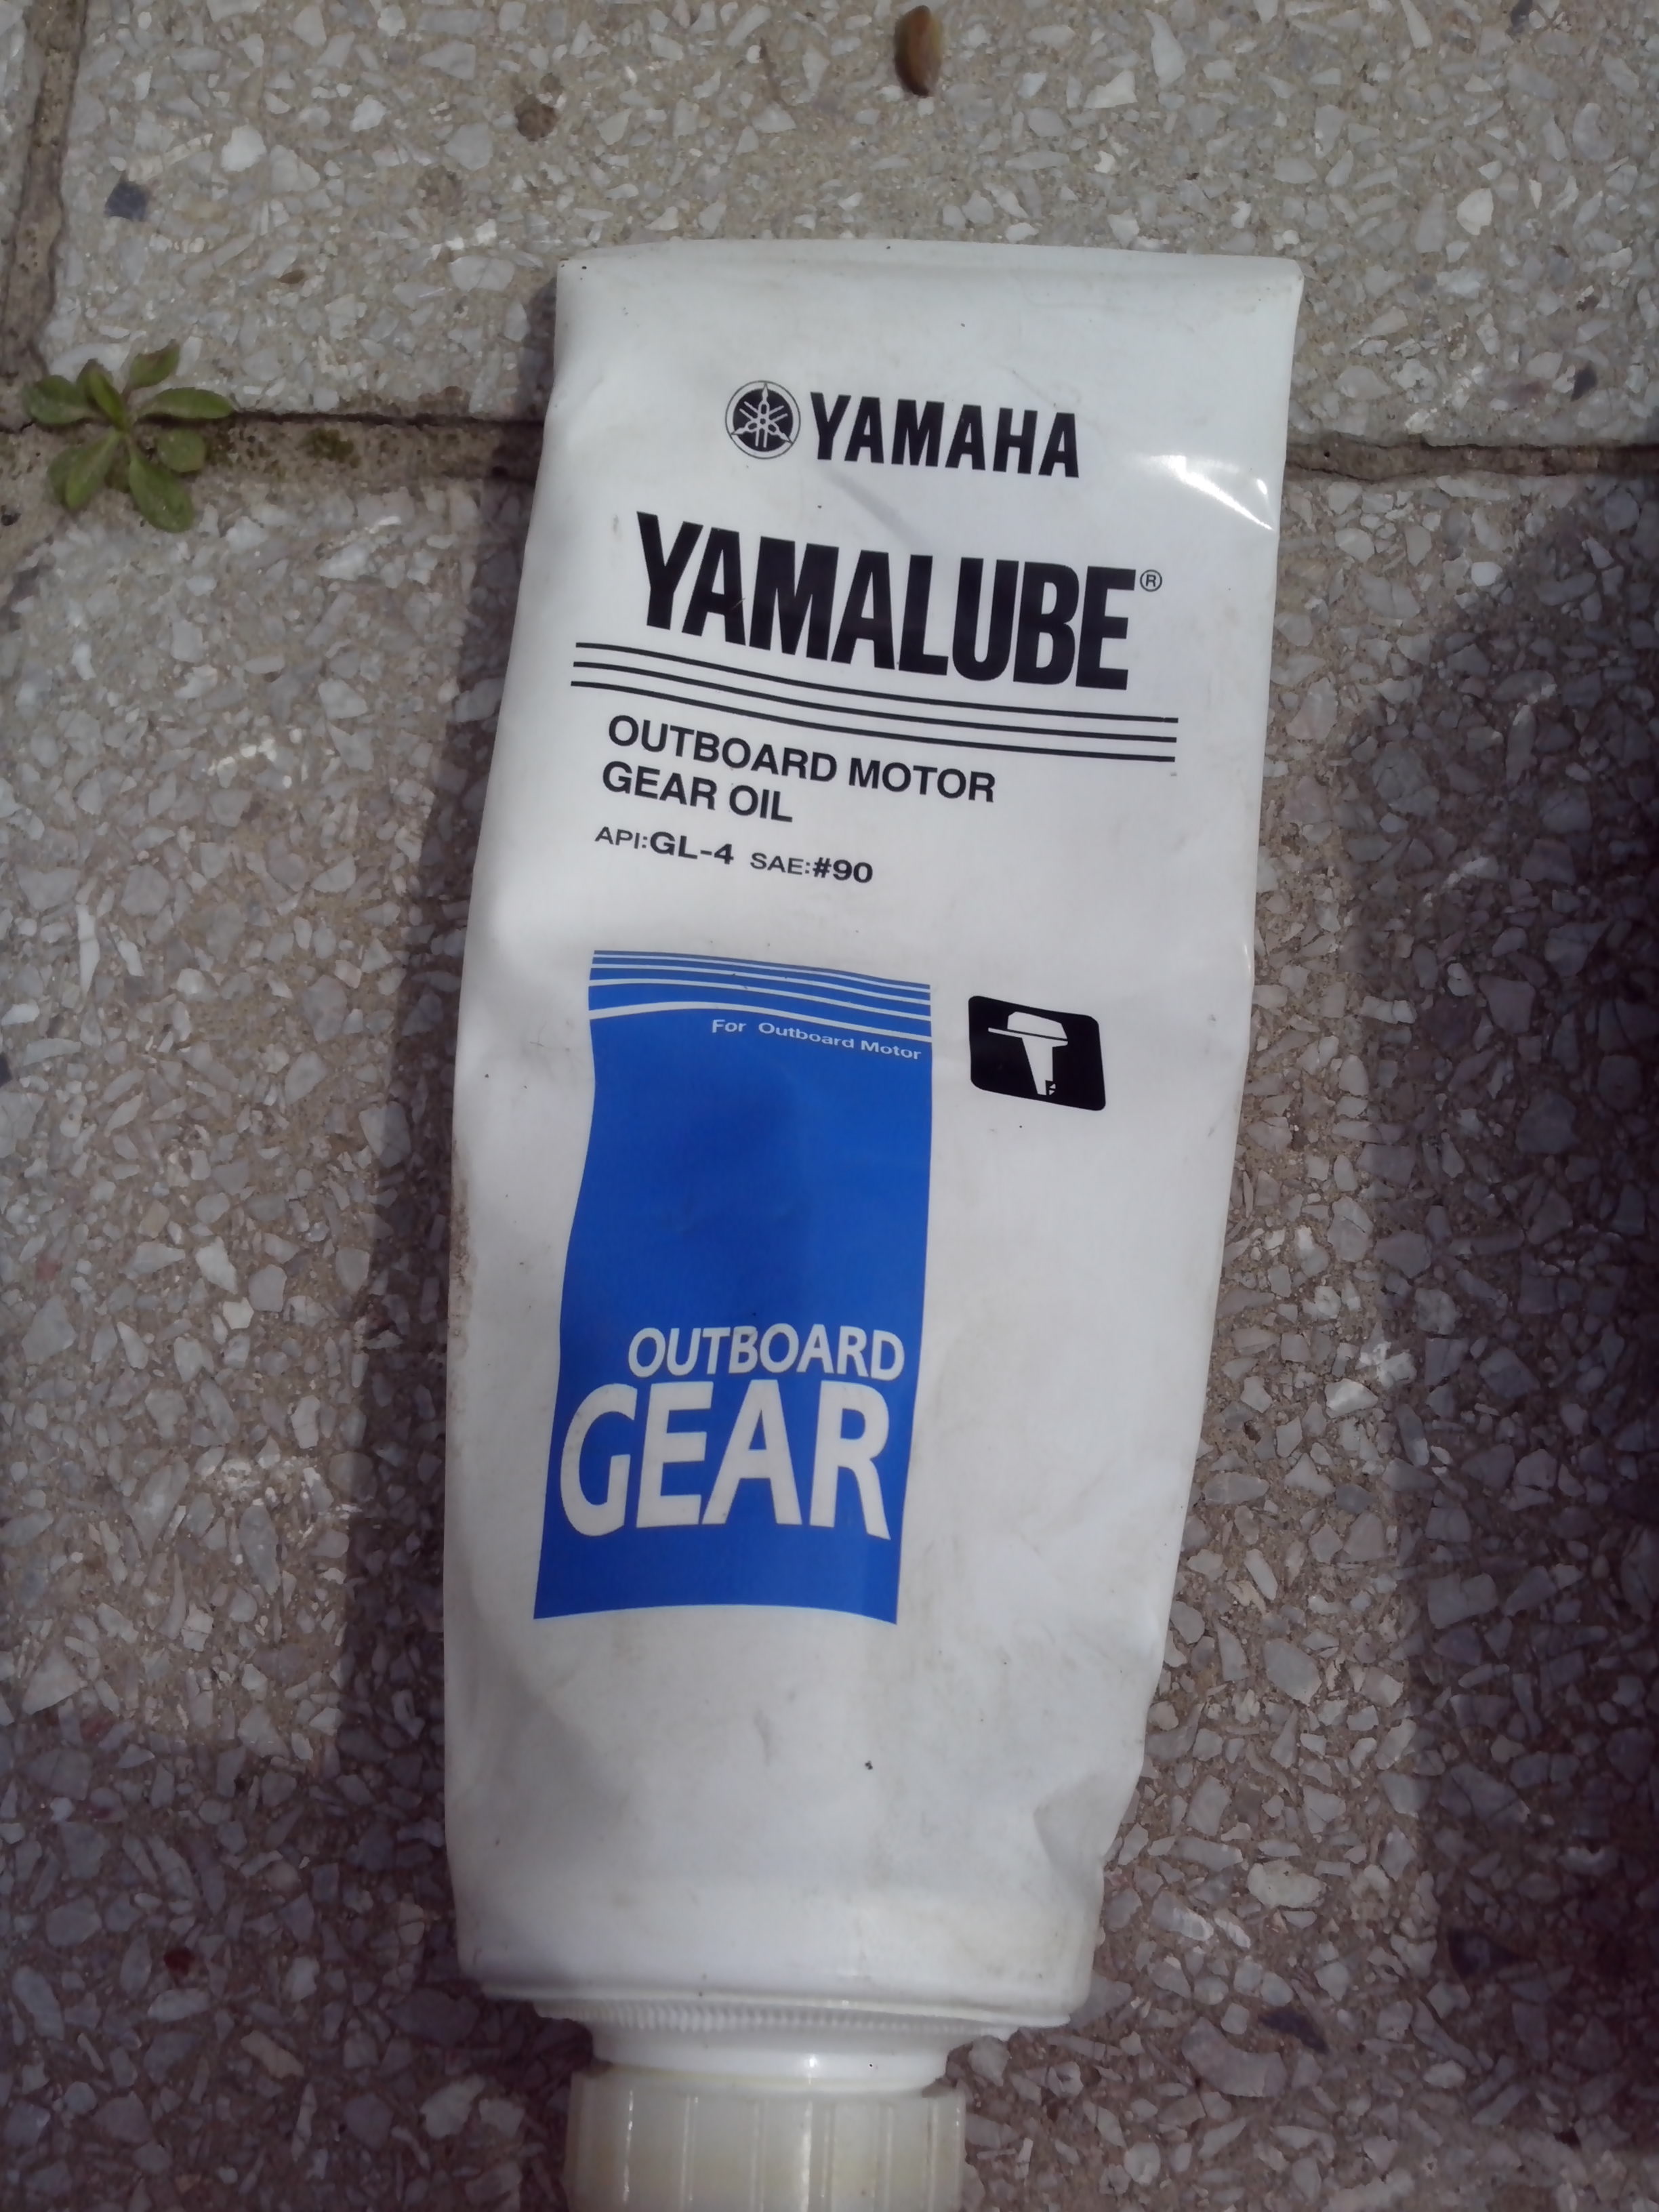 YAMAHA
YAMALUBE®
OUTBOARD MOTOR
GEAR OIL
API:GL-4 SAE:#90
For Outboard Motor
OUTBOARD
GEAR